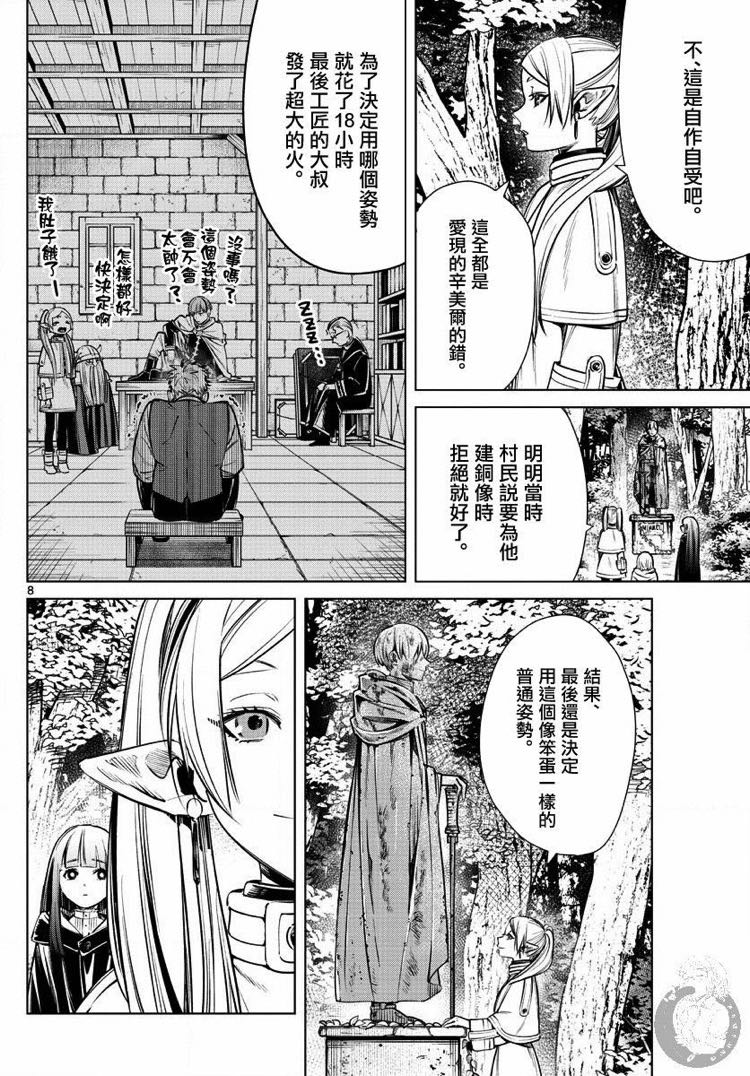 不、這是自作自受吧。
這全都是
愛現的辛美爾的錯。
明明當時
村民說要為他
建銅像時
拒絕就好了。
為了決定用哪個姿勢
就花了18小時
最後工匠的大叔
發了超大的火。
ZZZ…
沒事嗎?
這個姿勢
會不會
太帥了?
怎樣都好
快決定啊
我肚子餓了ー
8
結果、
最後還是決定
用這個像笨蛋一樣的
普通姿勢。